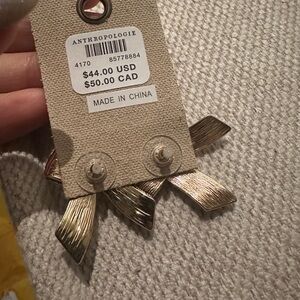 ANTHROPOLOGIE
4170 85778884
$44.00 USD
$50.00 CAD
MADE IN CHINA